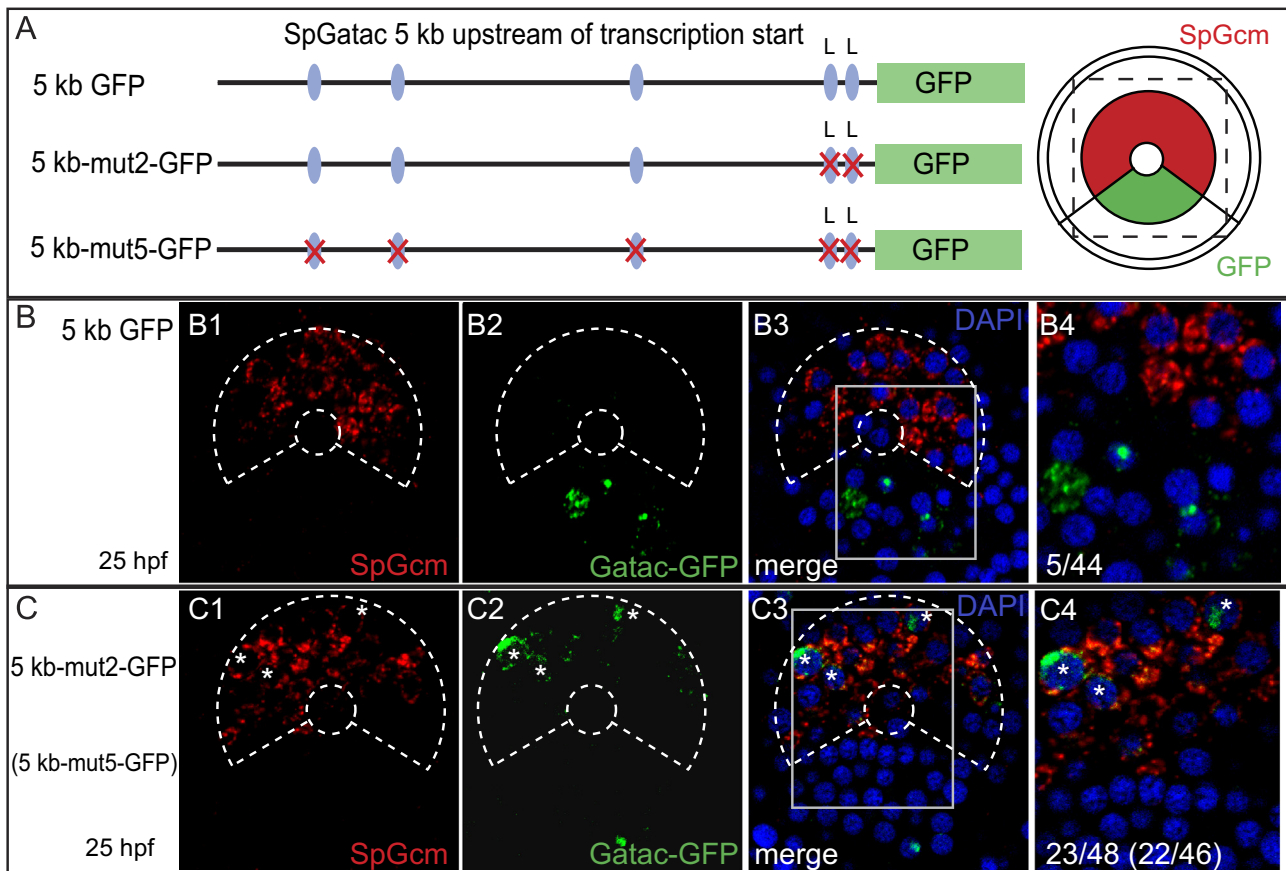 A
SpGatac 5 kb upstream of transcription start
SpGcm
L L
5 kb GFP
GFP
L L
5 kb-mut2-GFP
GFP
L L
5 kb-mut5-GFP
GFP
GFP
B
5 kb GFP
25 hpf
B1
SpGcm
B2
Gatac-GFP
B3
DAPI
merge
B4
5/44
C
5 kb-mut2-GFP
(5 kb-mut5-GFP)
25 hpf
C1
* * *
SpGcm
C2
* * *
Gatac-GFP
C3
DAPI
* * *
merge
C4
* * *
23/48 (22/46)